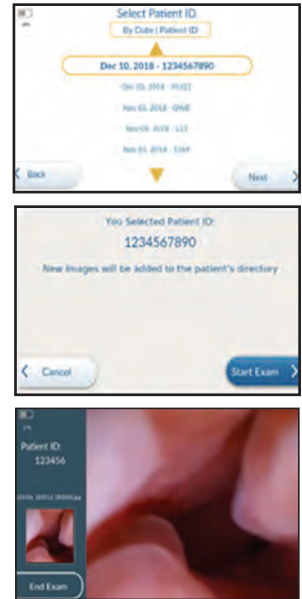 Select Patient ID
By Date | Patient ID
Dec 10, 2018 - 1234567890
Back
Next
You Selected Patient ID:
1234567890
New Images will be added to the patient's directory
Cancel
Start Exam
Patient ID:
123456
End Exam